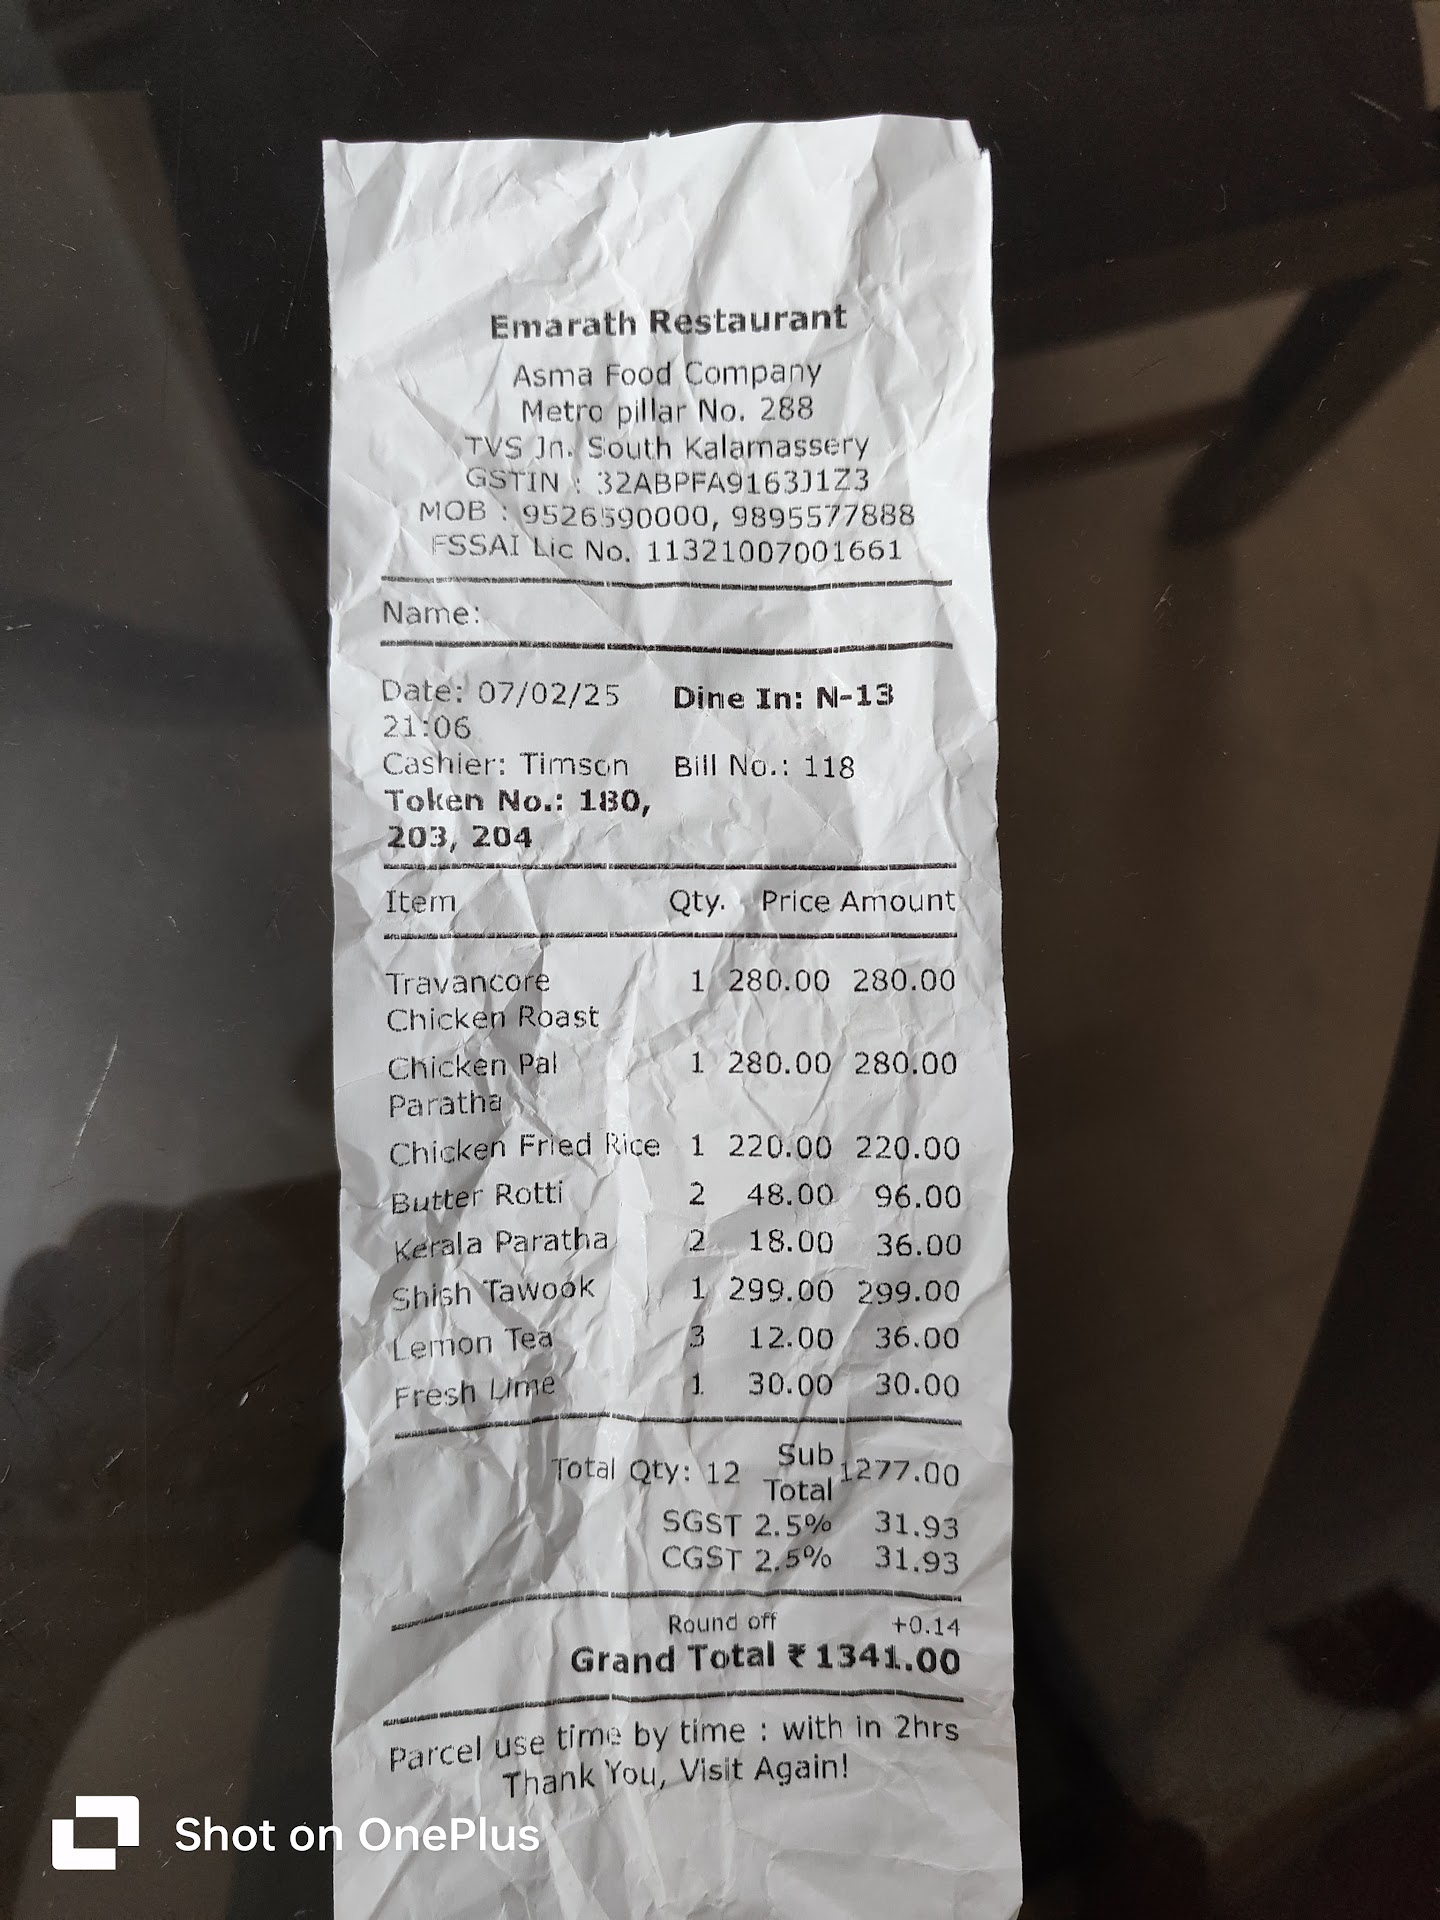 Emarath Restaurant
Asma Food Company
Metro pillar No. 288
TVS Jn. South Kalamassery
GSTIN : 32ABPFA9163J1Z3
MOB : 9526590000, 9895577888
FSSAI Lic No. 11321007001661
Name:
Date: 07/02/25 Dine In: N-13
21:06
Cashier: Timson Bill No.: 118
Token No.: 180,
203, 204
Item Qty. Price Amount
Travancore 1 280.00 280.00
Chicken Roast
Chicken Pal 1 280.00 280.00
Paratha
Chicken Fried Rice 1 220.00 220.00
Butter Rotti 2 48.00 96.00
Kerala Paratha 2 18.00 36.00
Shish Tawook 1 299.00 299.00
Lemon Tea 3 12.00 36.00
Fresh Lime 1 30.00 30.00
Total Qty: 12 Sub Total 1277.00
SGST 2.5% 31.93
CGST 2.5% 31.93
Round off +0.14
Grand Total ₹ 1341.00
Parcel use time by time : with in 2hrs
Thank You, Visit Again!
Shot on OnePlus